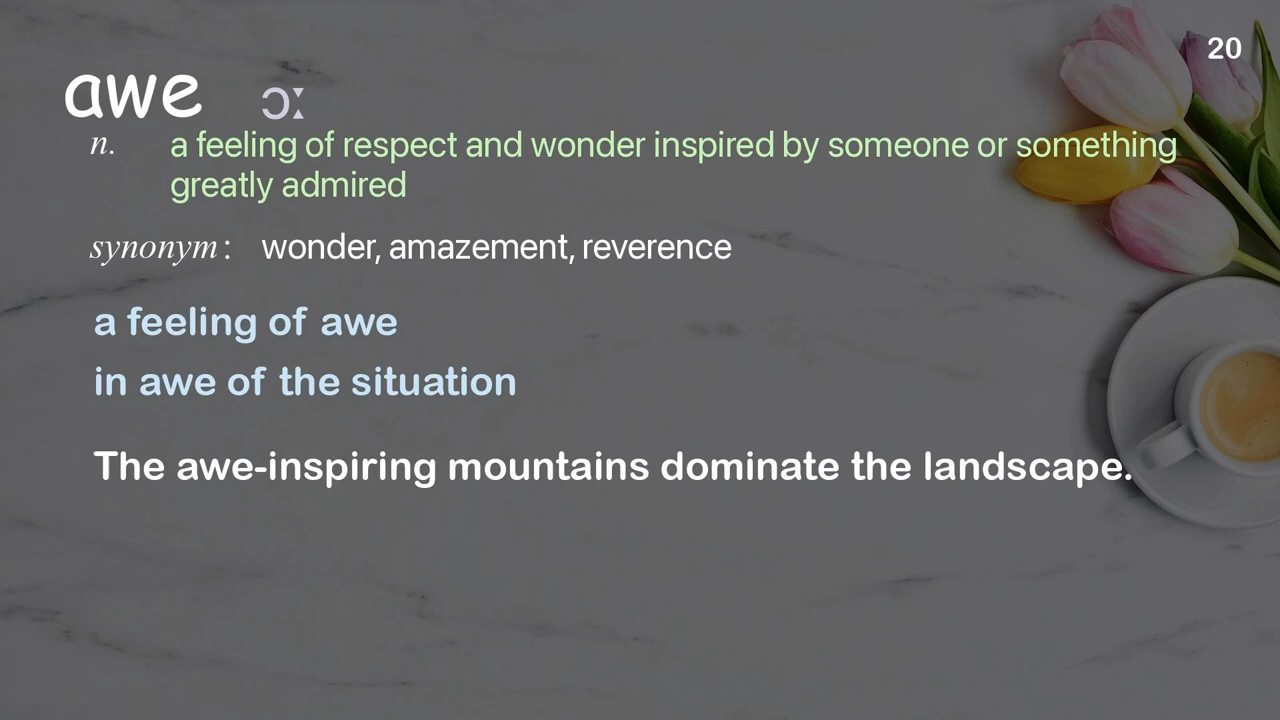 20
awe ɔː
n. a feeling of respect and wonder inspired by someone or something
greatly admired
synonym: wonder, amazement, reverence
a feeling of awe
in awe of the situation
The awe-inspiring mountains dominate the landscape.